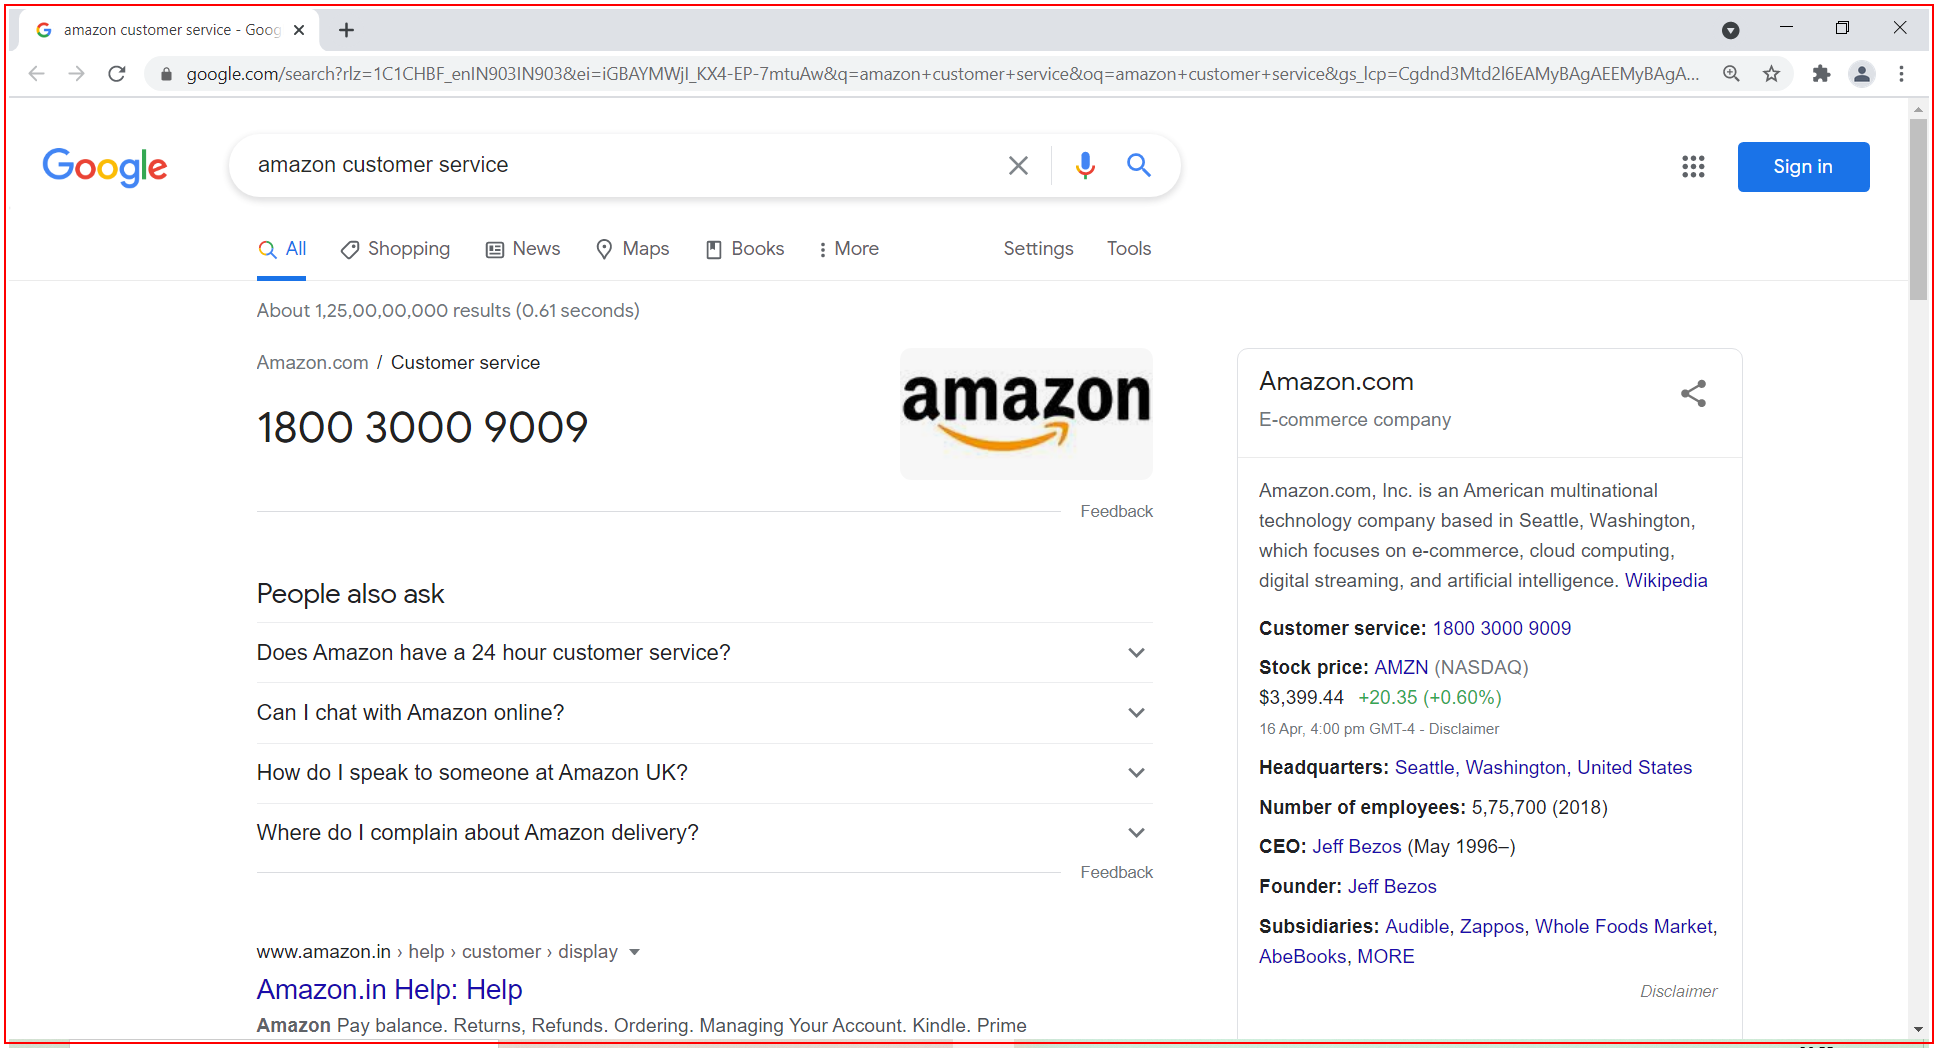 amazon customer service - Goog
google.com/search?rlz=1C1CHBF_enIN903IN903&ei=iGBAYMWjI_KX4-EP-7mtuAw&q=amazon+customer+service&oq=amazon+customer+service&gs_lcp=Cgdnd3Mtd2l6EAMyBAgAEEMyBAgA...
Google
amazon customer service
Sign in
All Shopping News Maps Books More Settings Tools
About 1,25,00,00,000 results (0.61 seconds)
Amazon.com / Customer service
1800 3000 9009
amazon
Feedback
People also ask
Does Amazon have a 24 hour customer service?
Can I chat with Amazon online?
How do I speak to someone at Amazon UK?
Where do I complain about Amazon delivery?
Feedback
www.amazon.in › help › customer › display
Amazon.in Help: Help
Amazon Pay balance. Returns, Refunds. Ordering. Managing Your Account. Kindle. Prime
Amazon.com
E-commerce company
Amazon.com, Inc. is an American multinational
technology company based in Seattle, Washington,
which focuses on e-commerce, cloud computing,
digital streaming, and artificial intelligence. Wikipedia
Customer service: 1800 3000 9009
Stock price: AMZN (NASDAQ)
$3,399.44 +20.35 (+0.60%)
16 Apr, 4:00 pm GMT-4 - Disclaimer
Headquarters: Seattle, Washington, United States
Number of employees: 5,75,700 (2018)
CEO: Jeff Bezos (May 1996–)
Founder: Jeff Bezos
Subsidiaries: Audible, Zappos, Whole Foods Market,
AbeBooks, MORE
Disclaimer